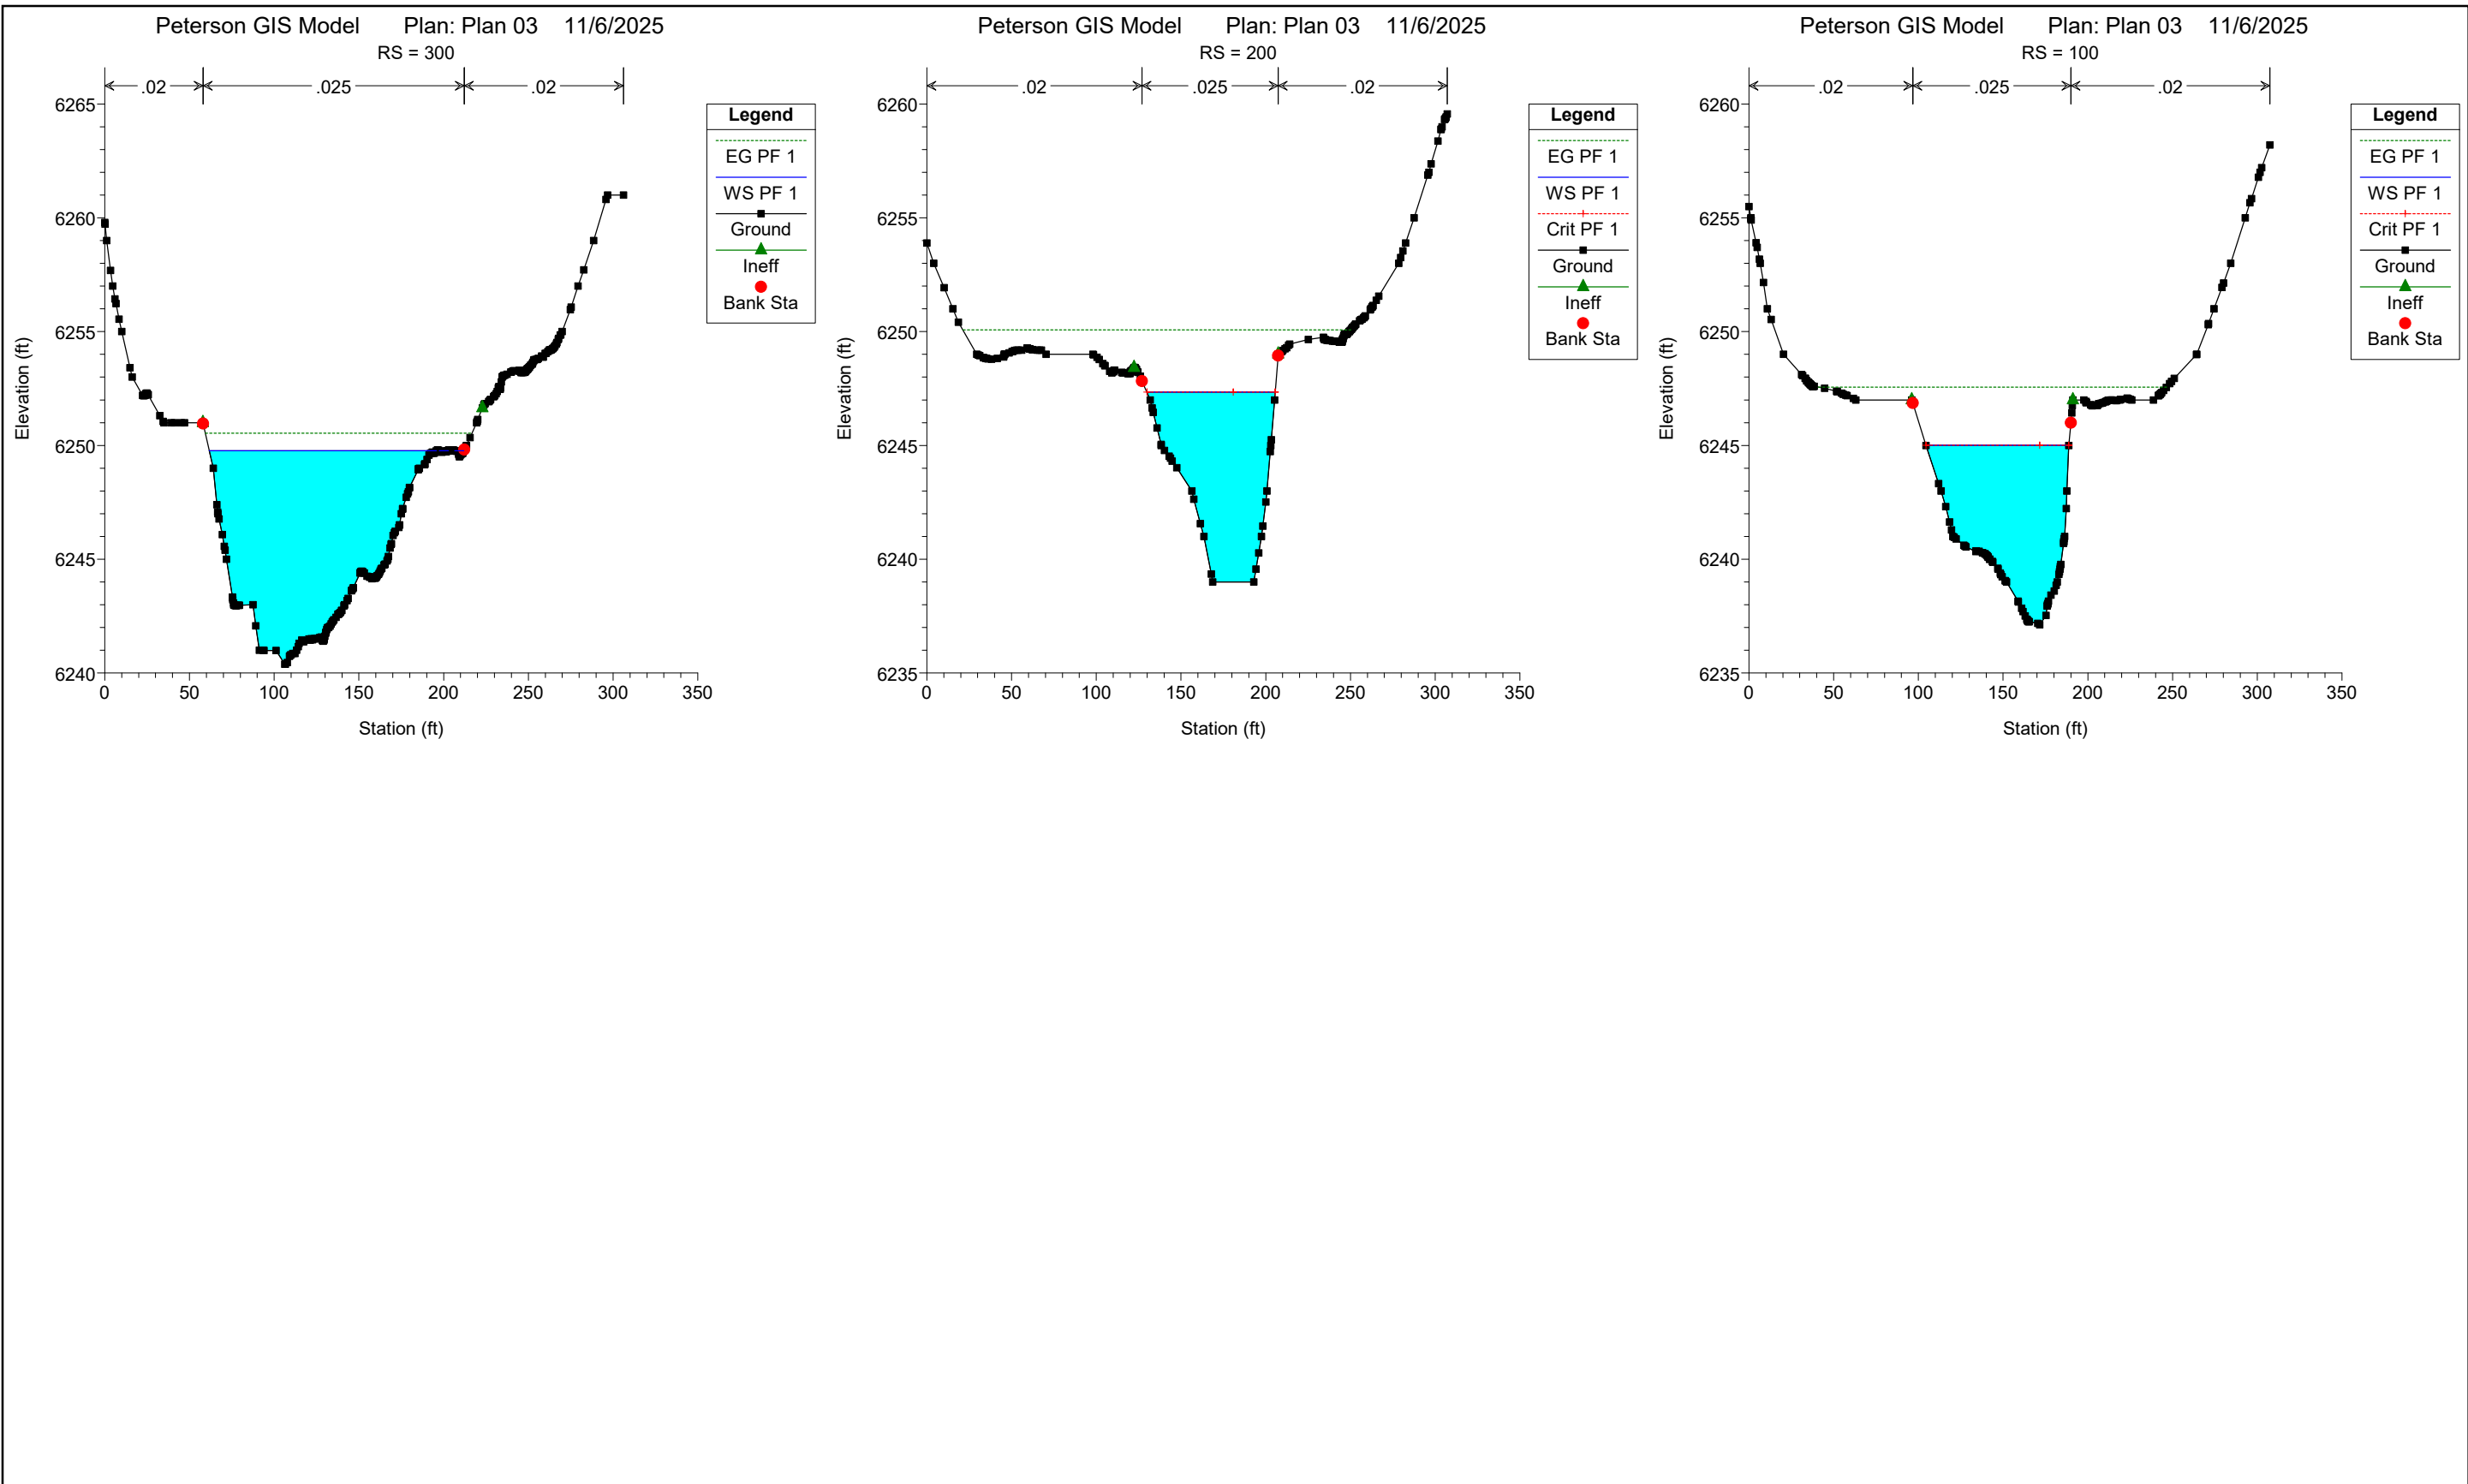 Peterson GIS Model Plan: Plan 03 11/6/2025
RS = 300
.02 .025 .02
6265
6260
6255
6250
6245
6240
Elevation (ft)
0 50 100 150 200 250 300 350
Station (ft)
Legend
EG PF 1
WS PF 1
Ground
Ineff
Bank Sta
Peterson GIS Model Plan: Plan 03 11/6/2025
RS = 200
.02 .025 .02
6260
6255
6250
6245
6240
6235
Elevation (ft)
0 50 100 150 200 250 300 350
Station (ft)
Legend
EG PF 1
WS PF 1
Crit PF 1
Ground
Ineff
Bank Sta
Peterson GIS Model Plan: Plan 03 11/6/2025
RS = 100
.02 .025 .02
6260
6255
6250
6245
6240
6235
Elevation (ft)
0 50 100 150 200 250 300 350
Station (ft)
Legend
EG PF 1
WS PF 1
Crit PF 1
Ground
Ineff
Bank Sta